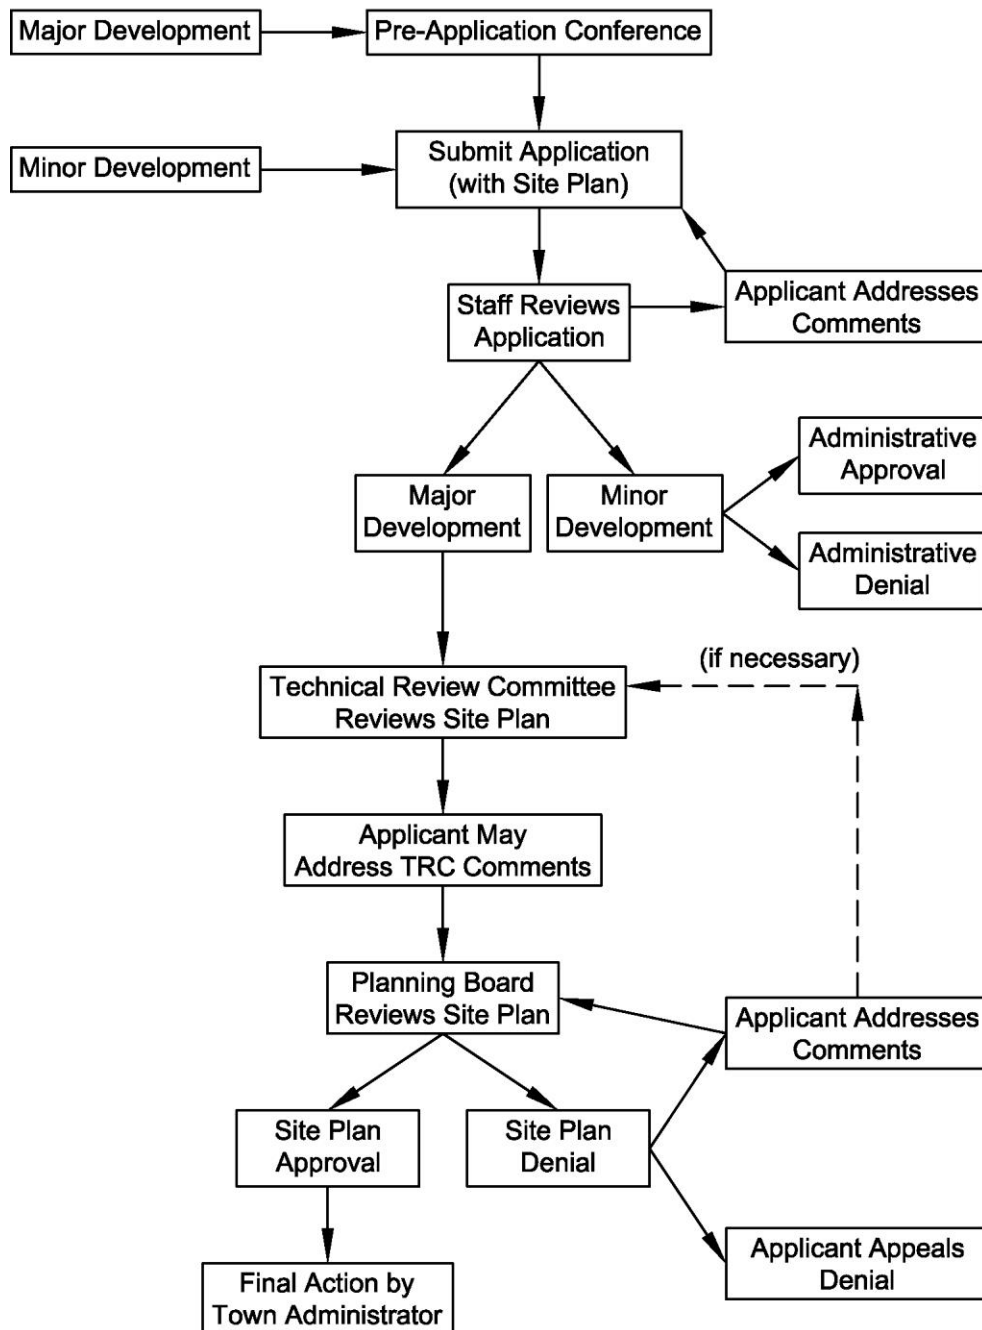 Major Development
Pre-Application Conference
Minor Development
Submit Application
(with Site Plan)
Staff Reviews
Application
Applicant Addresses
Comments
Administrative
Approval
Major
Development
Minor
Development
Administrative
Denial
(if necessary)
Technical Review Committee
Reviews Site Plan
Applicant May
Address TRC Comments
Planning Board
Reviews Site Plan
Applicant Addresses
Comments
Site Plan
Approval
Site Plan
Denial
Applicant Appeals
Denial
Final Action by
Town Administrator